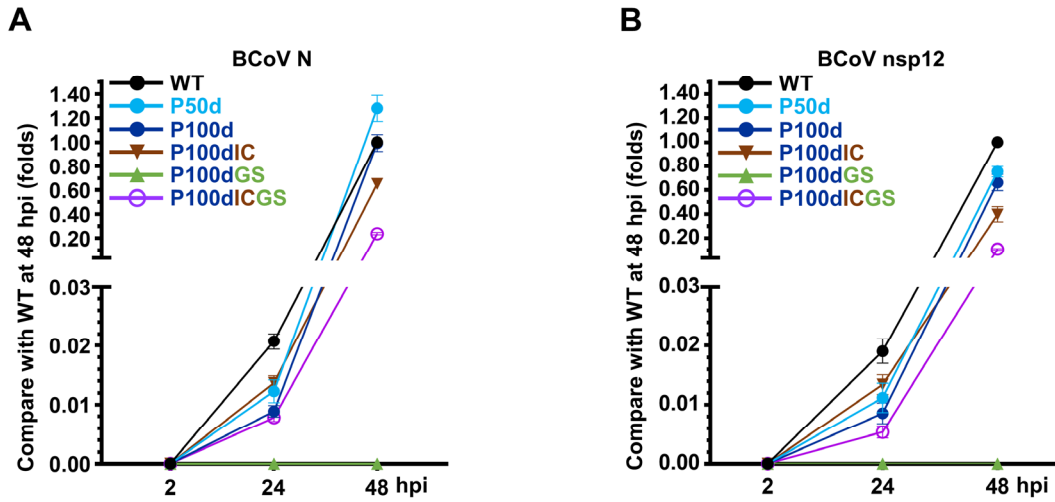 A
BCoV N
WT
P50d
P100d
P100dIC
P100dGS
P100dICGS
Compare with WT at 48 hpi (folds)
1.40
1.20
1.00
0.80
0.60
0.40
0.20
0.03
0.02
0.01
0.00
2 24 48 hpi
B
BCoV nsp12
WT
P50d
P100d
P100dIC
P100dGS
P100dICGS
Compare with WT at 48 hpi (folds)
1.40
1.20
1.00
0.80
0.60
0.40
0.20
0.03
0.02
0.01
0.00
2 24 48 hpi